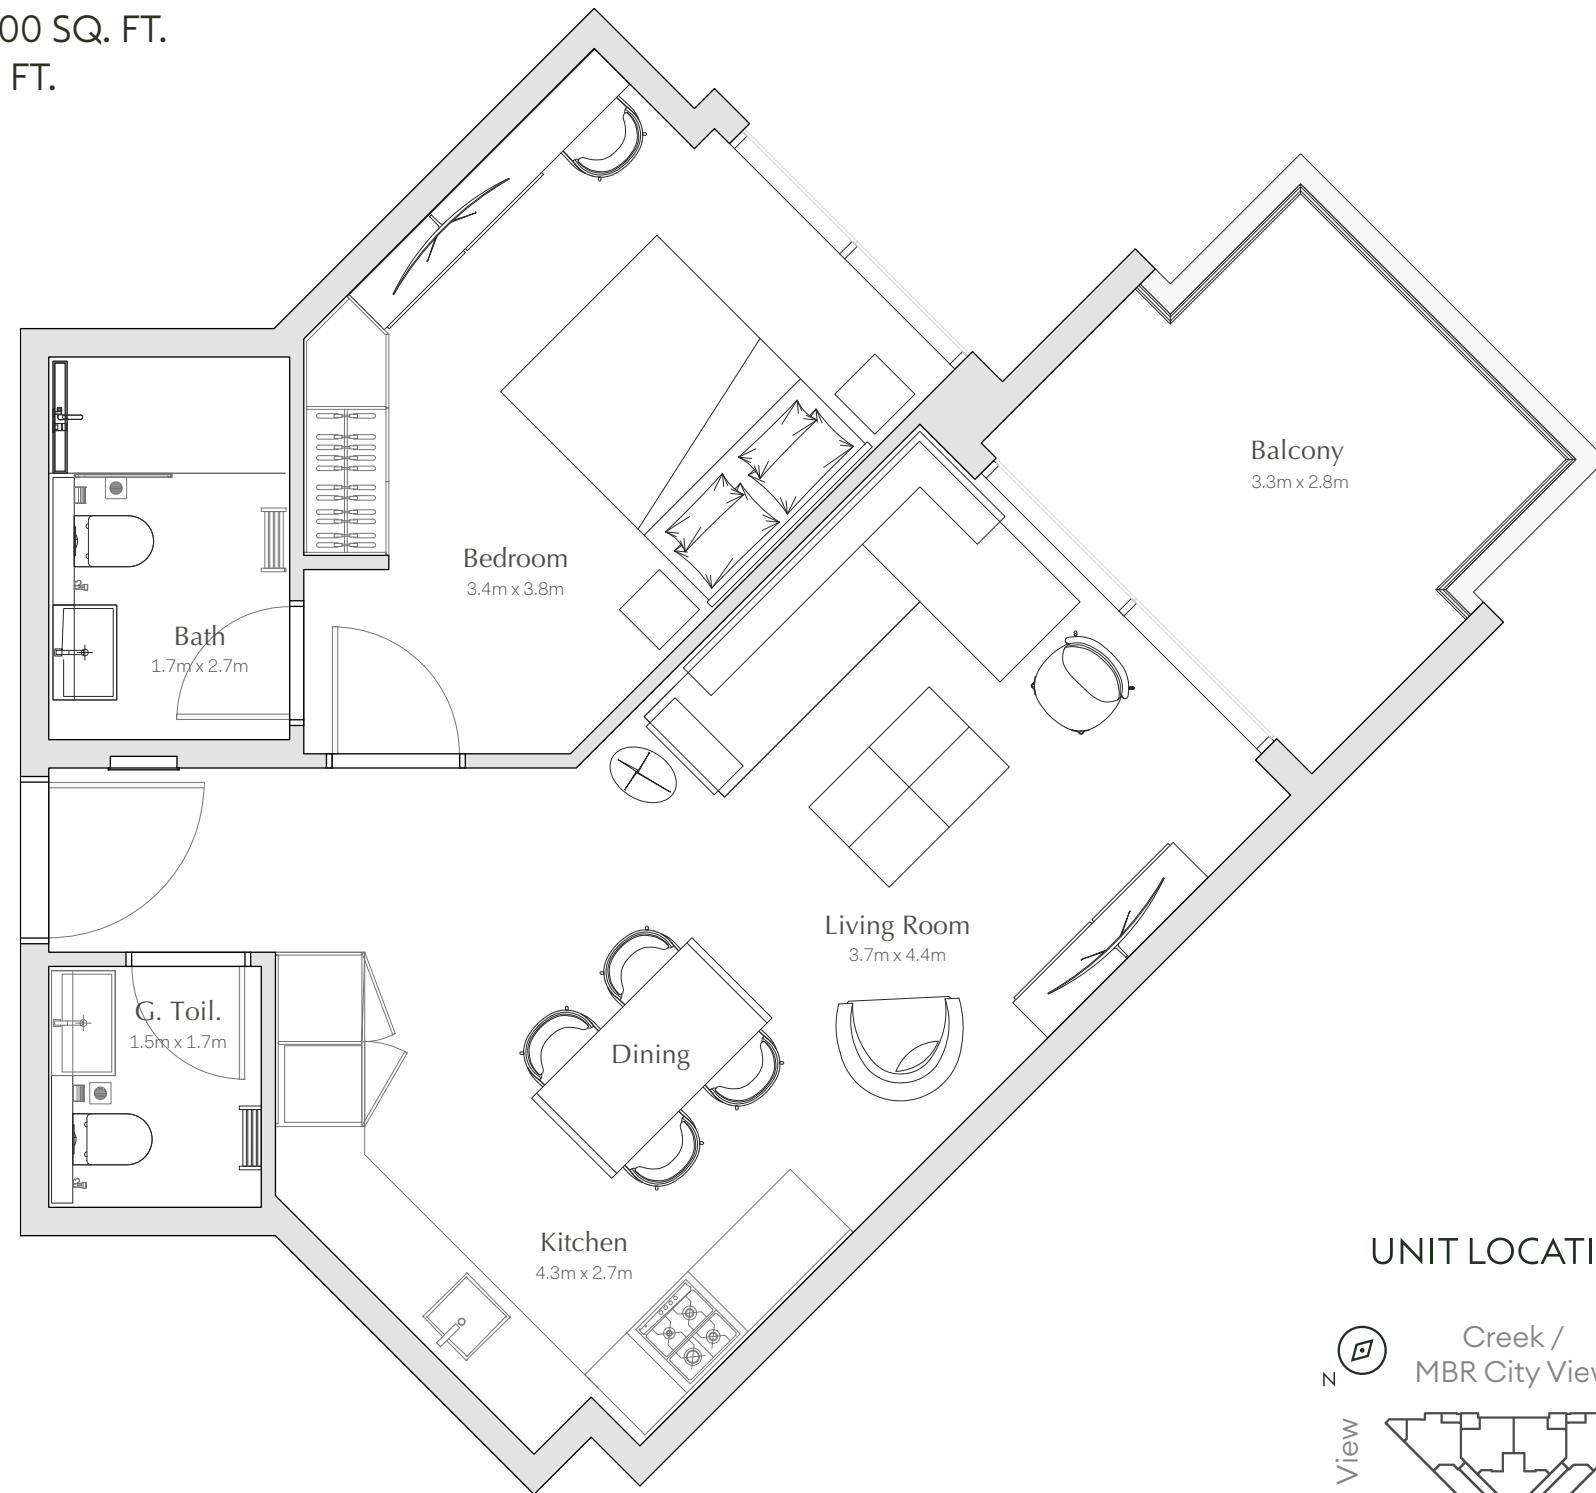 00 SQ. FT.
FT.
Balcony
3.3m x 2.8m
Bedroom
3.4m x 3.8m
Bath
1.7m x 2.7m
Living Room
3.7m x 4.4m
G. Toil.
1.5m x 1.7m
Dining
Kitchen
4.3m x 2.7m
UNIT LOCATI
N
Creek /
MBR City View
View